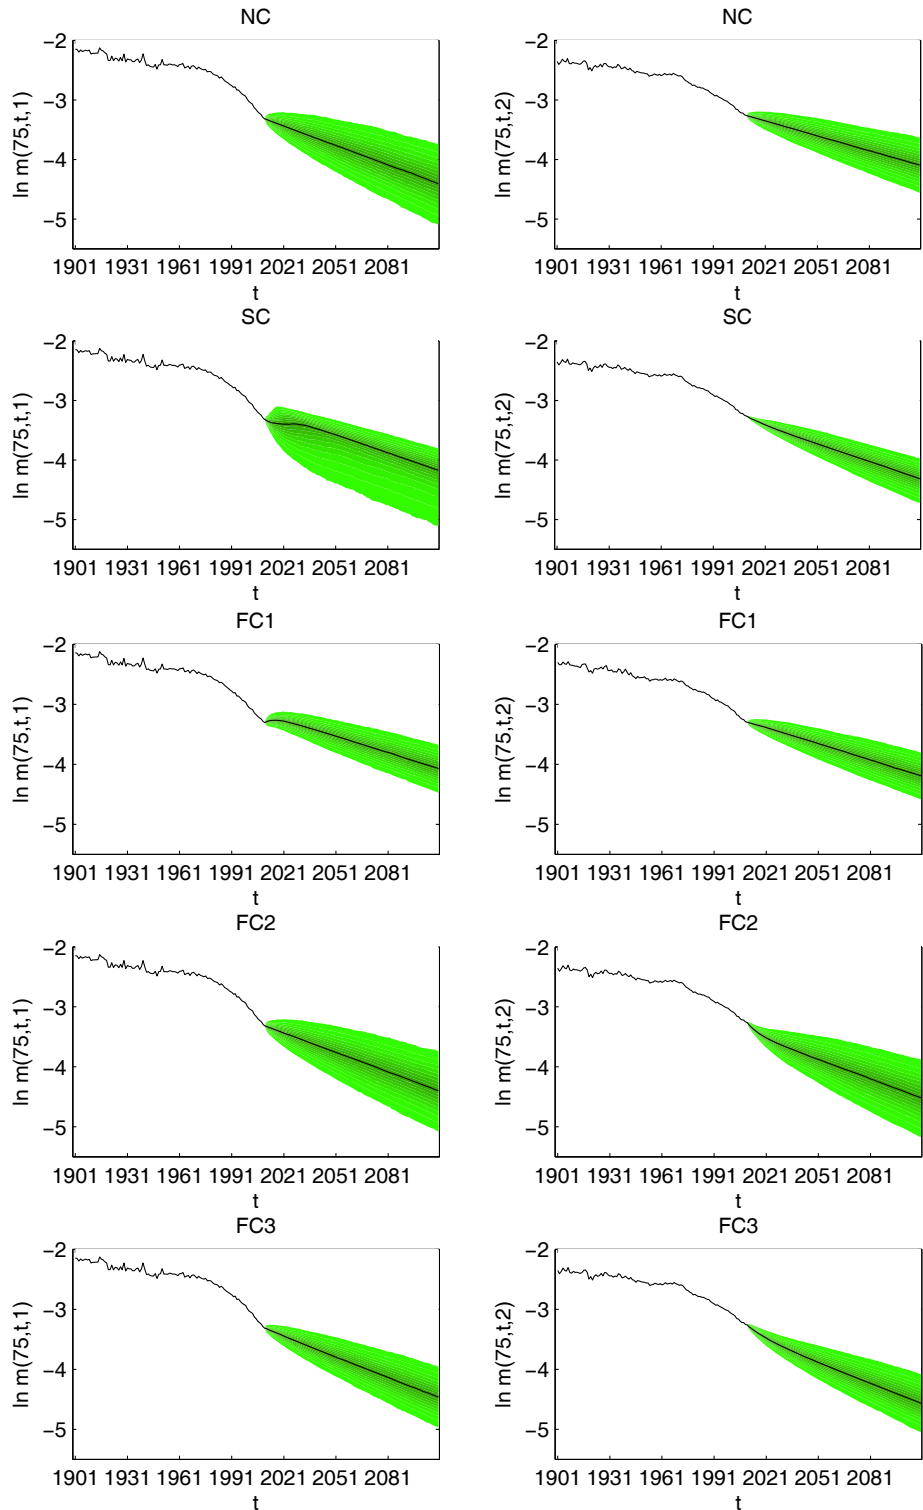 NC NC
−2 −2
−3 −3
−4 −4
−5 −5
ln m(75,t,1) ln m(75,t,2)
1901 1931 1961 1991 2021 2051 2081 1901 1931 1961 1991 2021 2051 2081
t t
SC SC
−2 −2
−3 −3
−4 −4
−5 −5
ln m(75,t,1) ln m(75,t,2)
1901 1931 1961 1991 2021 2051 2081 1901 1931 1961 1991 2021 2051 2081
t t
FC1 FC1
−2 −2
−3 −3
−4 −4
−5 −5
ln m(75,t,1) ln m(75,t,2)
1901 1931 1961 1991 2021 2051 2081 1901 1931 1961 1991 2021 2051 2081
t t
FC2 FC2
−2 −2
−3 −3
−4 −4
−5 −5
ln m(75,t,1) ln m(75,t,2)
1901 1931 1961 1991 2021 2051 2081 1901 1931 1961 1991 2021 2051 2081
t t
FC3 FC3
−2 −2
−3 −3
−4 −4
−5 −5
ln m(75,t,1) ln m(75,t,2)
1901 1931 1961 1991 2021 2051 2081 1901 1931 1961 1991 2021 2051 2081
t t